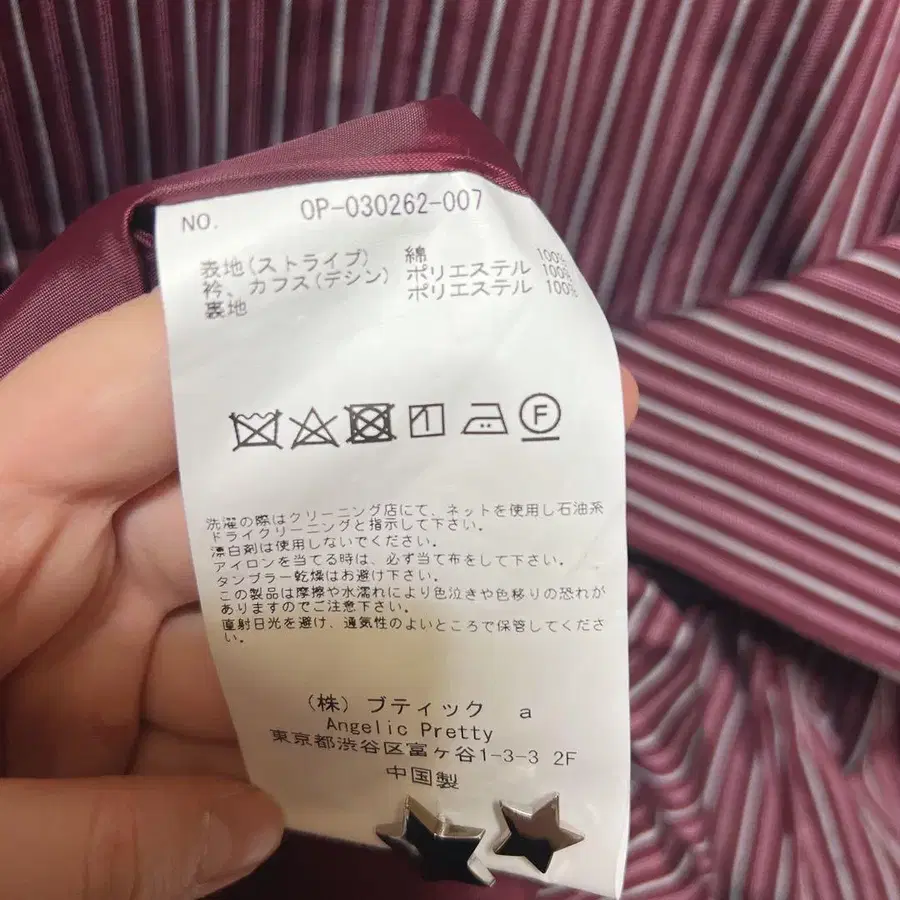 NO. OP-030262-007
表地(ストライプ) 綿 100%
衿、カフス(デシン) ポリエステル 100%
裏地 ポリエステル 100%
F
洗濯の際はクリーニング店にて、ネットを使用し石油系
ドライクリーニングと指示して下さい。
漂白剤は使用しないでください。
アイロンを当てる時は、必ず当て布をして下さい。
タンブラー乾燥はお避け下さい。
この製品は摩擦や水濡れにより色泣きや色移りの恐れが
ありますのでご注意下さい。
直射日光を避け、通気性のよいところで保管してくださ
い。
(株) ブティック a
Angelic Pretty
東京都渋谷区富ヶ谷1-3-3 2F
中国製